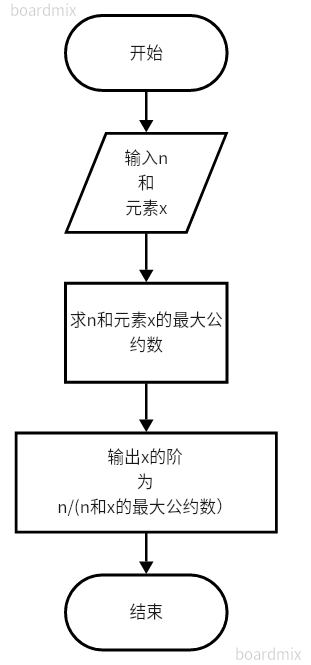 boardmix
开始
输入n
和
元素x
求n和元素x的最大公
约数
输出x的阶
为
n/(n和x的最大公约数）
结束
boardmix